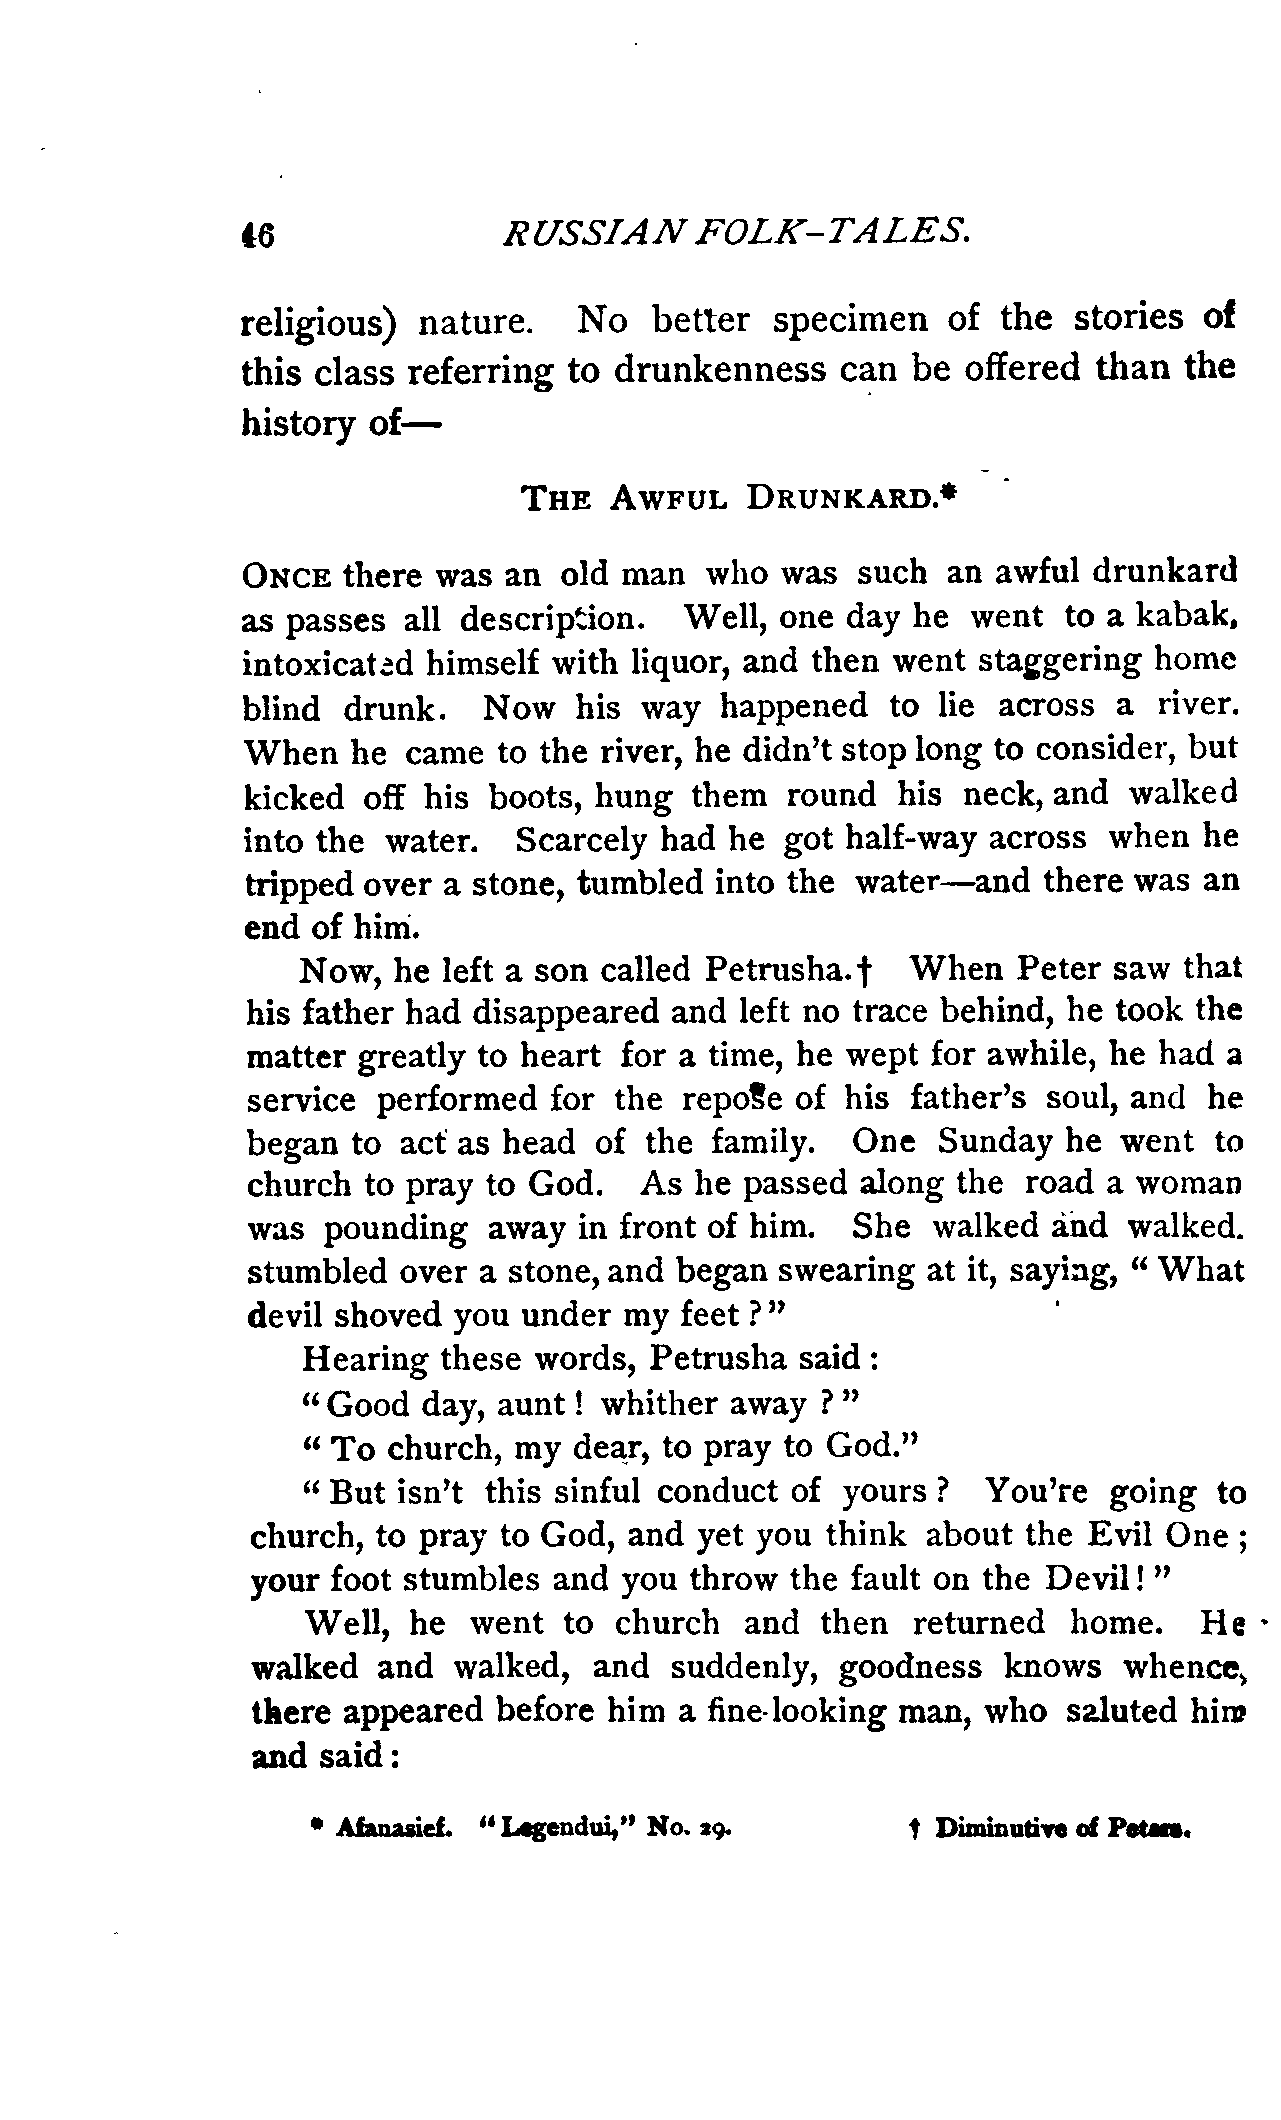 46 RUSSIAN FOLK-TALES.
religious) nature. No better specimen of the stories of
this class referring to drunkenness can be offered than the
history of—
THE AWFUL DRUNKARD.*
ONCE there was an old man who was such an awful drunkard
as passes all description. Well, one day he went to a kabak,
intoxicated himself with liquor, and then went staggering home
blind drunk. Now his way happened to lie across a river.
When he came to the river, he didn't stop long to consider, but
kicked off his boots, hung them round his neck, and walked
into the water. Scarcely had he got half-way across when he
tripped over a stone, tumbled into the water—and there was an
end of him.
Now, he left a son called Petrusha.† When Peter saw that
his father had disappeared and left no trace behind, he took the
matter greatly to heart for a time, he wept for awhile, he had a
service performed for the repose of his father's soul, and he
began to act as head of the family. One Sunday he went to
church to pray to God. As he passed along the road a woman
was pounding away in front of him. She walked and walked.
stumbled over a stone, and began swearing at it, saying, "What
devil shoved you under my feet?"
Hearing these words, Petrusha said:
"Good day, aunt! whither away?"
"To church, my dear, to pray to God."
"But isn't this sinful conduct of yours? You're going to
church, to pray to God, and yet you think about the Evil One;
your foot stumbles and you throw the fault on the Devil!"
Well, he went to church and then returned home. He
walked and walked, and suddenly, goodness knows whence,
there appeared before him a fine-looking man, who saluted him
and said:
* Afanasief. "Legendui," No. 29. † Diminutive of